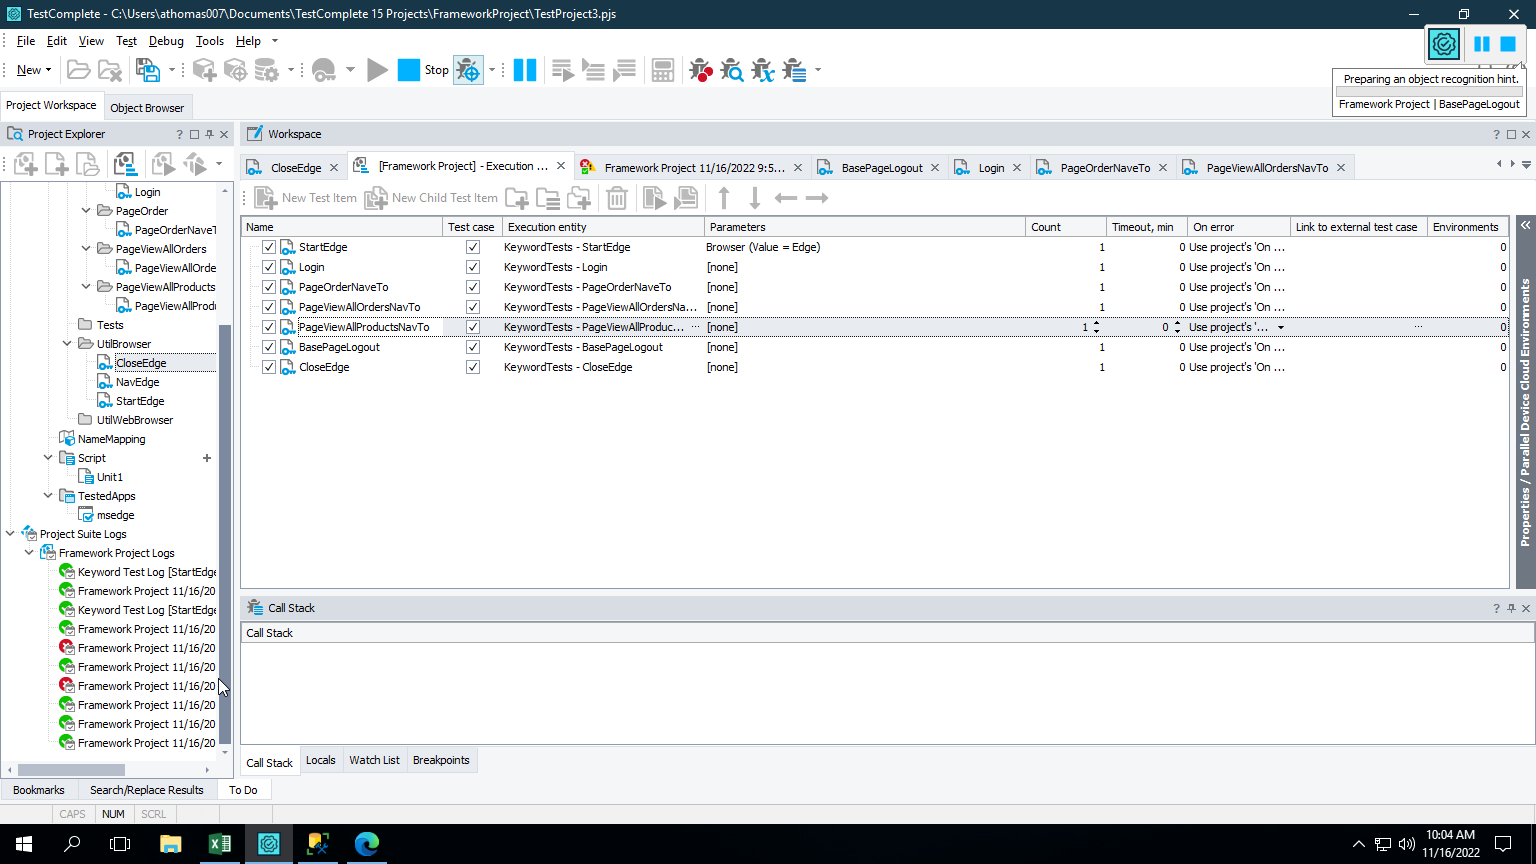 TestComplete - C:\Users\athomas007\Documents\TestComplete 15 Projects\FrameworkProject\TestProject3.pjs
File Edit View Test Debug Tools Help
New Stop
Preparing an object recognition hint.
Framework Project | BasePageLogout
Project Workspace Object Browser
Project Explorer
Workspace
CloseEdge [Framework Project] - Execution ... Framework Project 11/16/2022 9:5... BasePageLogout Login PageOrderNaveTo PageViewAllOrdersNavTo
New Test Item New Child Test Item
Name Test case Execution entity Parameters Count Timeout, min On error Link to external test case Environments
StartEdge KeywordTests - StartEdge Browser (Value = Edge) 1 0 Use project's 'On ... 0
Login KeywordTests - Login [none] 1 0 Use project's 'On ... 0
PageOrderNaveTo KeywordTests - PageOrderNaveTo [none] 1 0 Use project's 'On ... 0
PageViewAllOrdersNavTo KeywordTests - PageViewAllOrdersNa... [none] 1 0 Use project's 'On ... 0
PageViewAllProductsNavTo KeywordTests - PageViewAllProduc... ... [none] 1 0 Use project's '... ... 0
BasePageLogout KeywordTests - BasePageLogout [none] 1 0 Use project's 'On ... 0
CloseEdge KeywordTests - CloseEdge [none] 1 0 Use project's 'On ... 0
Properties / Parallel Device Cloud Environments
Login
PageOrder
PageOrderNaveT
PageViewAllOrders
PageViewAllOrde
PageViewAllProducts
PageViewAllProdu
Tests
UtilBrowser
CloseEdge
NavEdge
StartEdge
UtilWebBrowser
NameMapping
Script
Unit1
TestedApps
msedge
Project Suite Logs
Framework Project Logs
Keyword Test Log [StartEdge
Framework Project 11/16/20
Keyword Test Log [StartEdge
Framework Project 11/16/20
Framework Project 11/16/20
Framework Project 11/16/20
Framework Project 11/16/20
Framework Project 11/16/20
Framework Project 11/16/20
Framework Project 11/16/20
Call Stack
Call Stack
Call Stack Locals Watch List Breakpoints
Bookmarks Search/Replace Results To Do
CAPS NUM SCRL
10:04 AM
11/16/2022